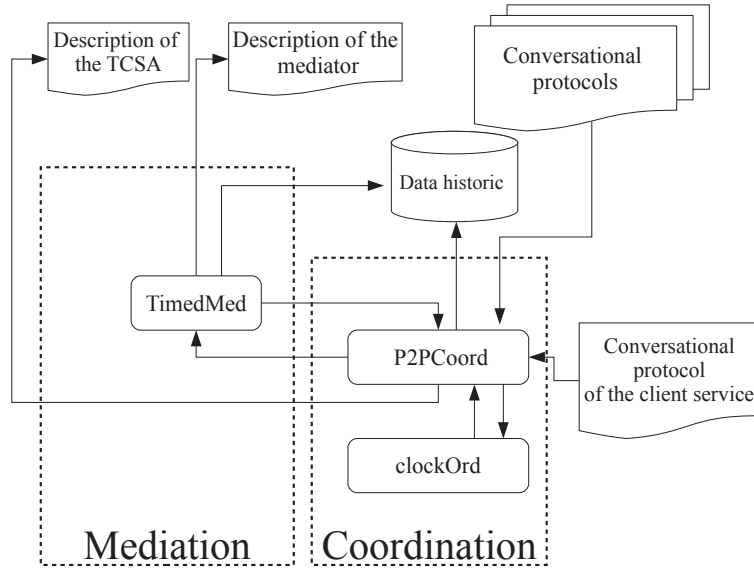 Description of
the TCSA
Description of the
mediator
Conversational
protocols
Data historic
TimedMed
P2PCoord
Conversational
protocol
of the client service
clockOrd
Mediation
Coordination